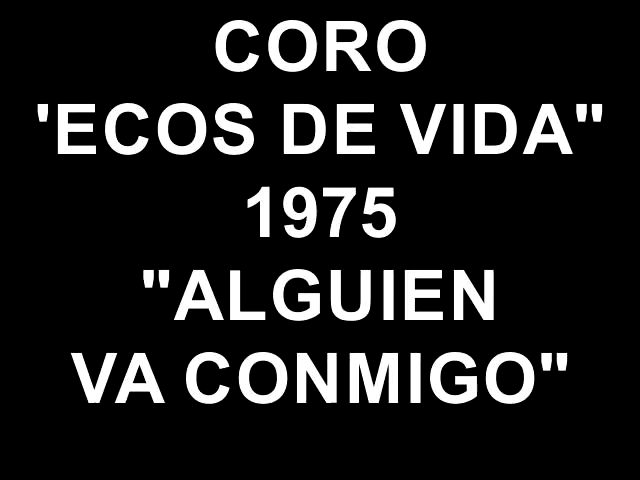 CORO
'ECOS DE VIDA"
1975
"ALGUIEN
VA CONMIGO"